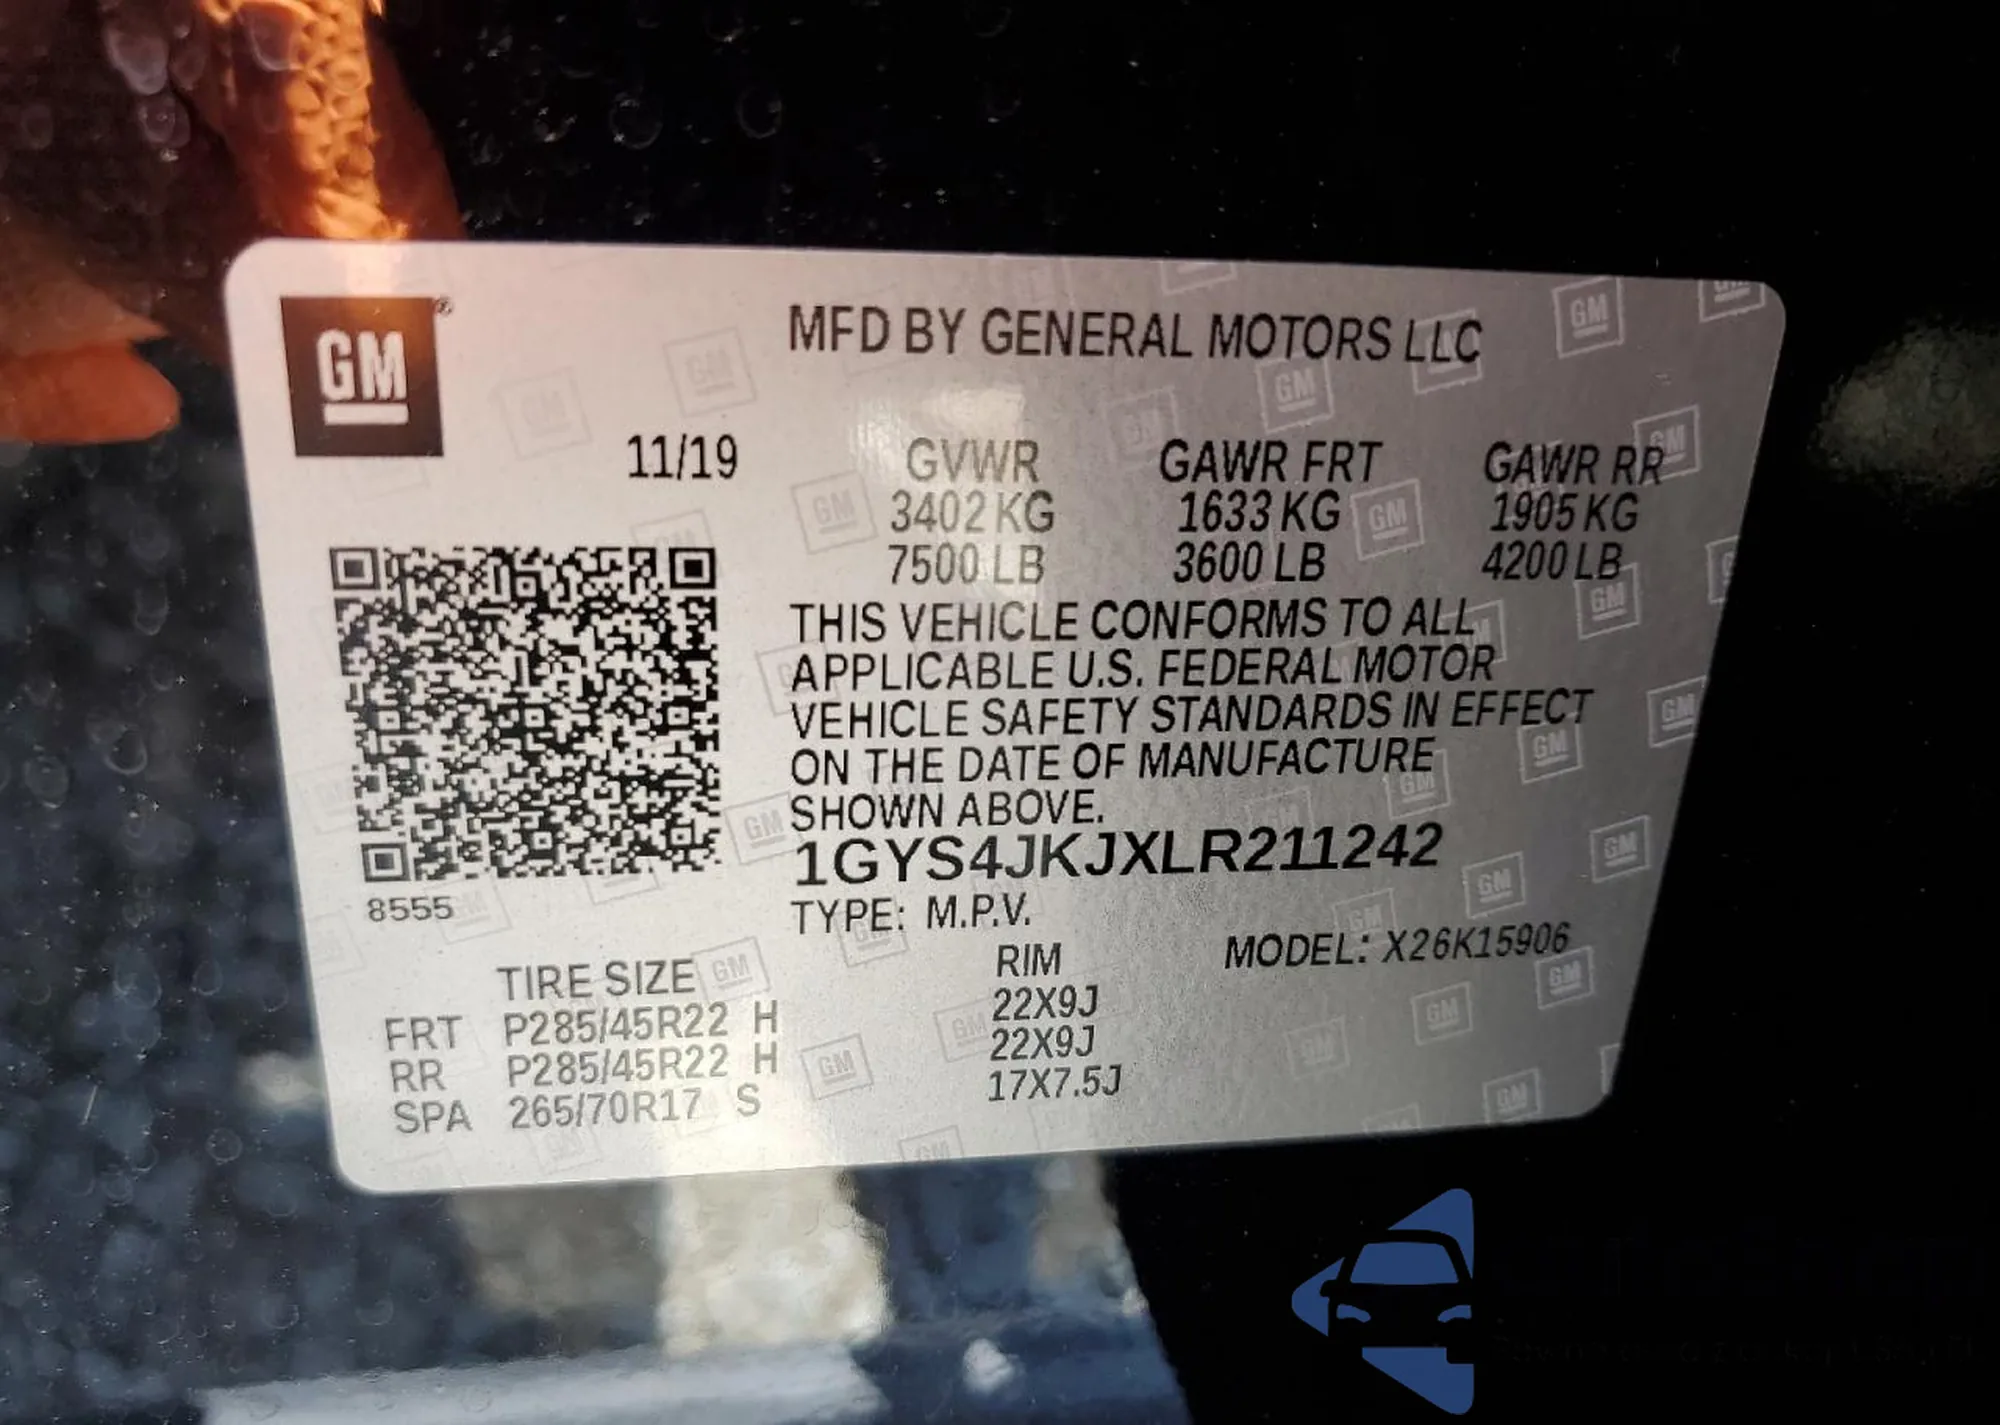 GM
MFD BY GENERAL MOTORS LLC
11/19
GVWR GAWR FRT GAWR RR
3402 KG 1633 KG 1905 KG
7500 LB 3600 LB 4200 LB
THIS VEHICLE CONFORMS TO ALL
APPLICABLE U.S. FEDERAL MOTOR
VEHICLE SAFETY STANDARDS IN EFFECT
ON THE DATE OF MANUFACTURE
SHOWN ABOVE.
1GYS4JKJXLR211242
8555
TYPE: M.P.V.
MODEL: X26K15906
TIRE SIZE RIM
FRT P285/45R22 H 22X9J
RR P285/45R22 H 22X9J
SPA 265/70R17 S 17X7.5J